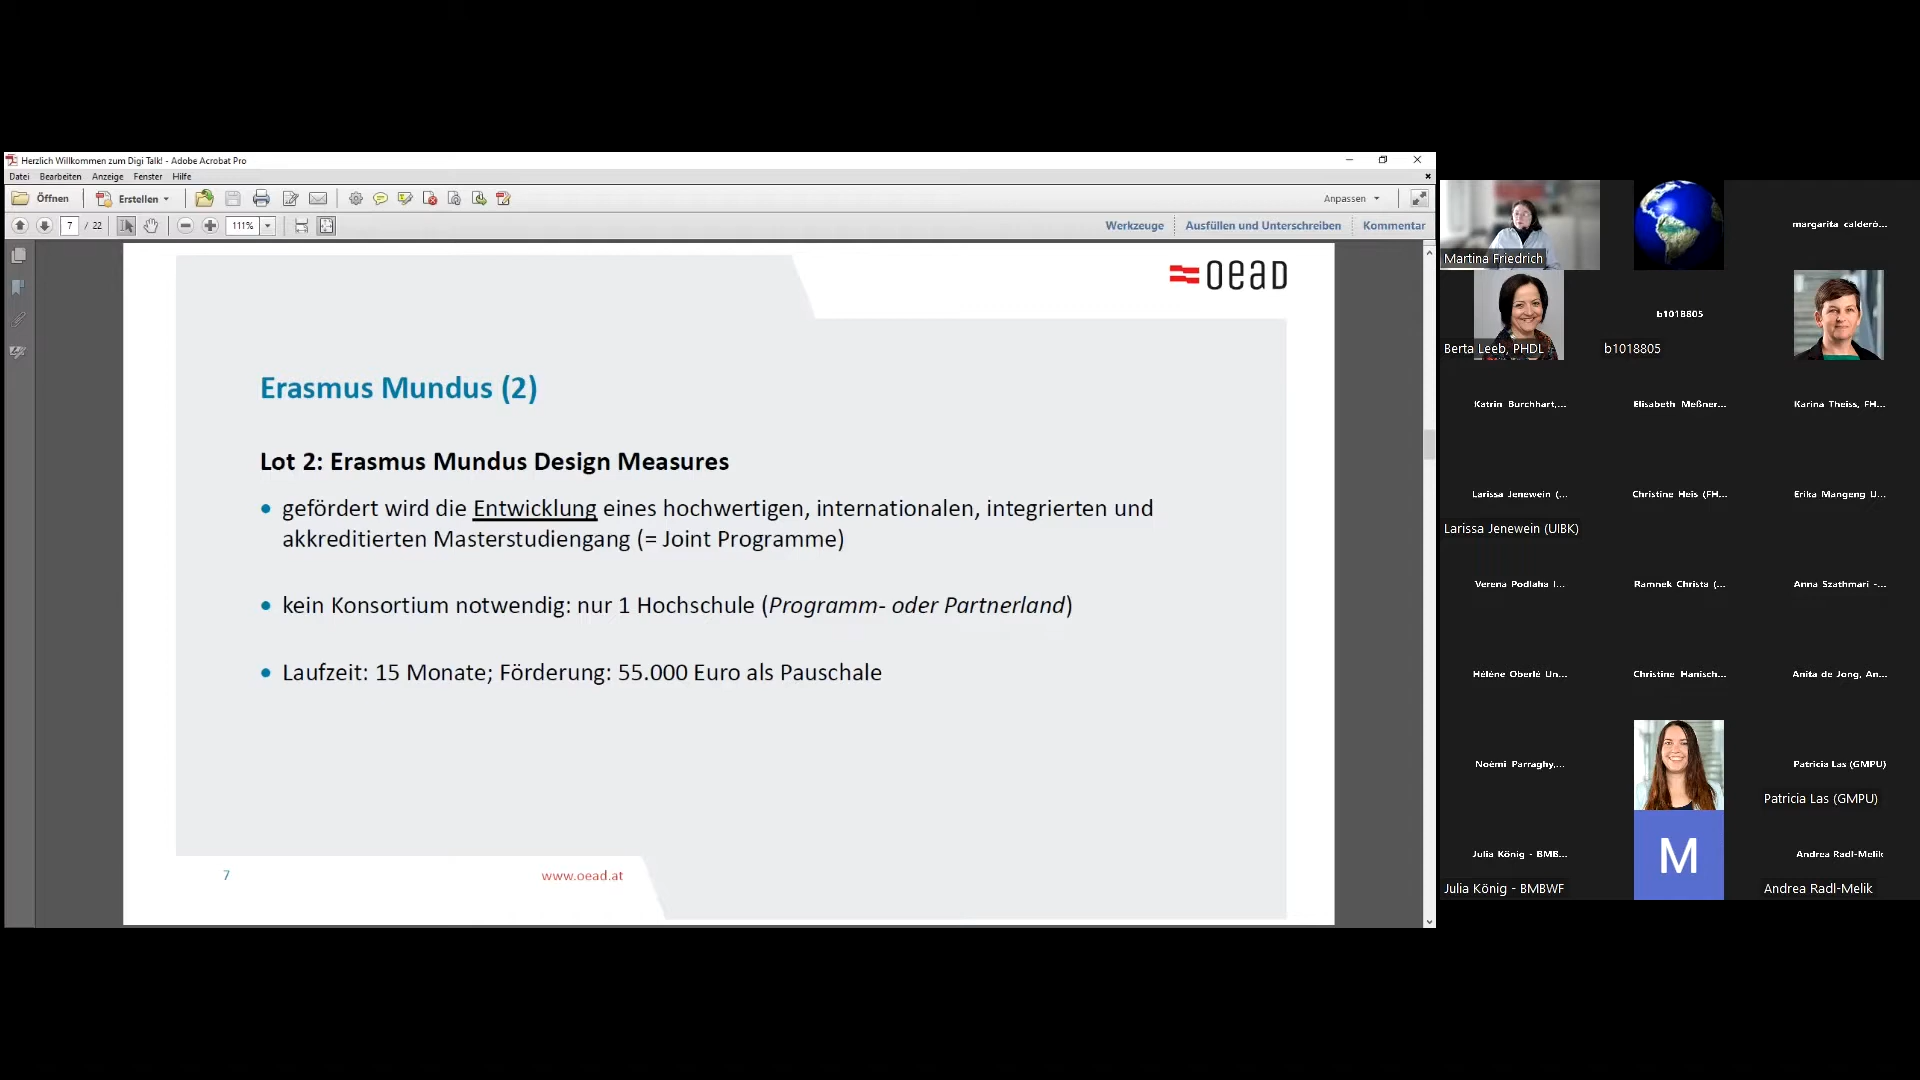 Herzlich Willkommen zum Digi Talk! - Adobe Acrobat Pro
Datei Bearbeiten Anzeige Fenster Hilfe
Öffnen Erstellen Anpassen
7 / 22 111% Werkzeuge Ausfüllen und Unterschreiben Kommentar
oead
Erasmus Mundus (2)
Lot 2: Erasmus Mundus Design Measures
• gefördert wird die Entwicklung eines hochwertigen, internationalen, integrierten und
akkreditierten Masterstudiengang (= Joint Programme)
• kein Konsortium notwendig: nur 1 Hochschule (Programm- oder Partnerland)
• Laufzeit: 15 Monate; Förderung: 55.000 Euro als Pauschale
7 www.oead.at
margarita calderó...
Martina Friedrich
b1018805
Berta Leeb, PHDL b1018805
Katrin Burchhart,... Elisabeth Meßner... Karina Theiss, FH...
Larissa Jenewein (... Christine Heis (FH... Erika Mangeng U...
Larissa Jenewein (UIBK)
Verena Podlaha I... Ramnek Christa (... Anna Szathmari -...
Hélène Oberlé Un... Christine Hanisch... Anita de Jong, An...
Noémi Parraghy,... Patricia Las (GMPU)
Patricia Las (GMPU)
Julia König - BMB... M Andrea Radl-Melik
Julia König - BMBWF Andrea Radl-Melik